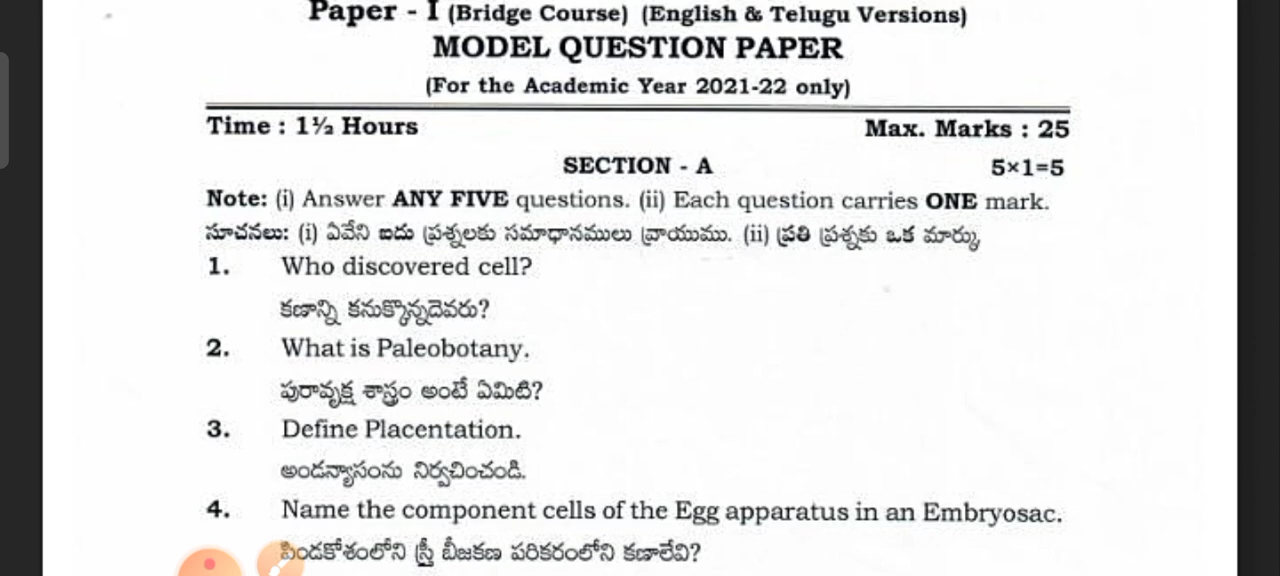 Paper - I (Bridge Course) (English & Telugu Versions)
MODEL QUESTION PAPER
(For the Academic Year 2021-22 only)
Time : 1½ Hours Max. Marks : 25
SECTION - A 5×1=5
Note: (i) Answer ANY FIVE questions. (ii) Each question carries ONE mark.
సూచనలు: (i) ఏవేని ఐదు ప్రశ్నలకు సమాధానములు వ్రాయుము. (ii) ప్రతి ప్రశ్నకు ఒక మార్కు
1. Who discovered cell?
కణాన్ని కనుక్కొన్నదెవరు?
2. What is Paleobotany.
పురావృక్ష శాస్త్రం అంటే ఏమిటి?
3. Define Placentation.
అండన్యాసంను నిర్వచించండి.
4. Name the component cells of the Egg apparatus in an Embryosac.
పిండకోశంలోని స్త్రీ బీజకణ పరికరంలోని కణాలేవి?